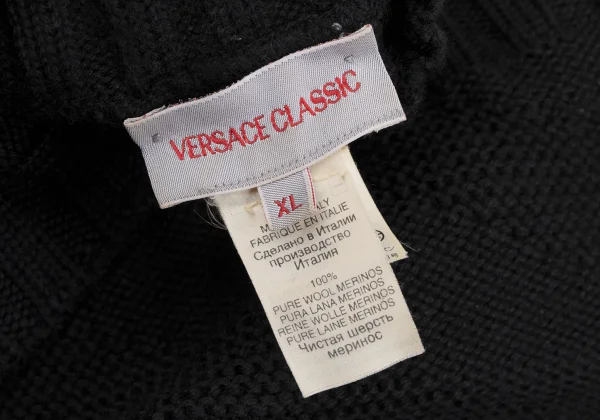 VERSACE CLASSIC
XL
FABRIQUE EN ITALIE
Сделано в Италии
производство
Италия
100%
PURE WOOL MERINOS
PURA LANA MERINOS
REINE WOLLE MERINOS
PURE LAINE MERINOS
Чистая шерсть
меринос